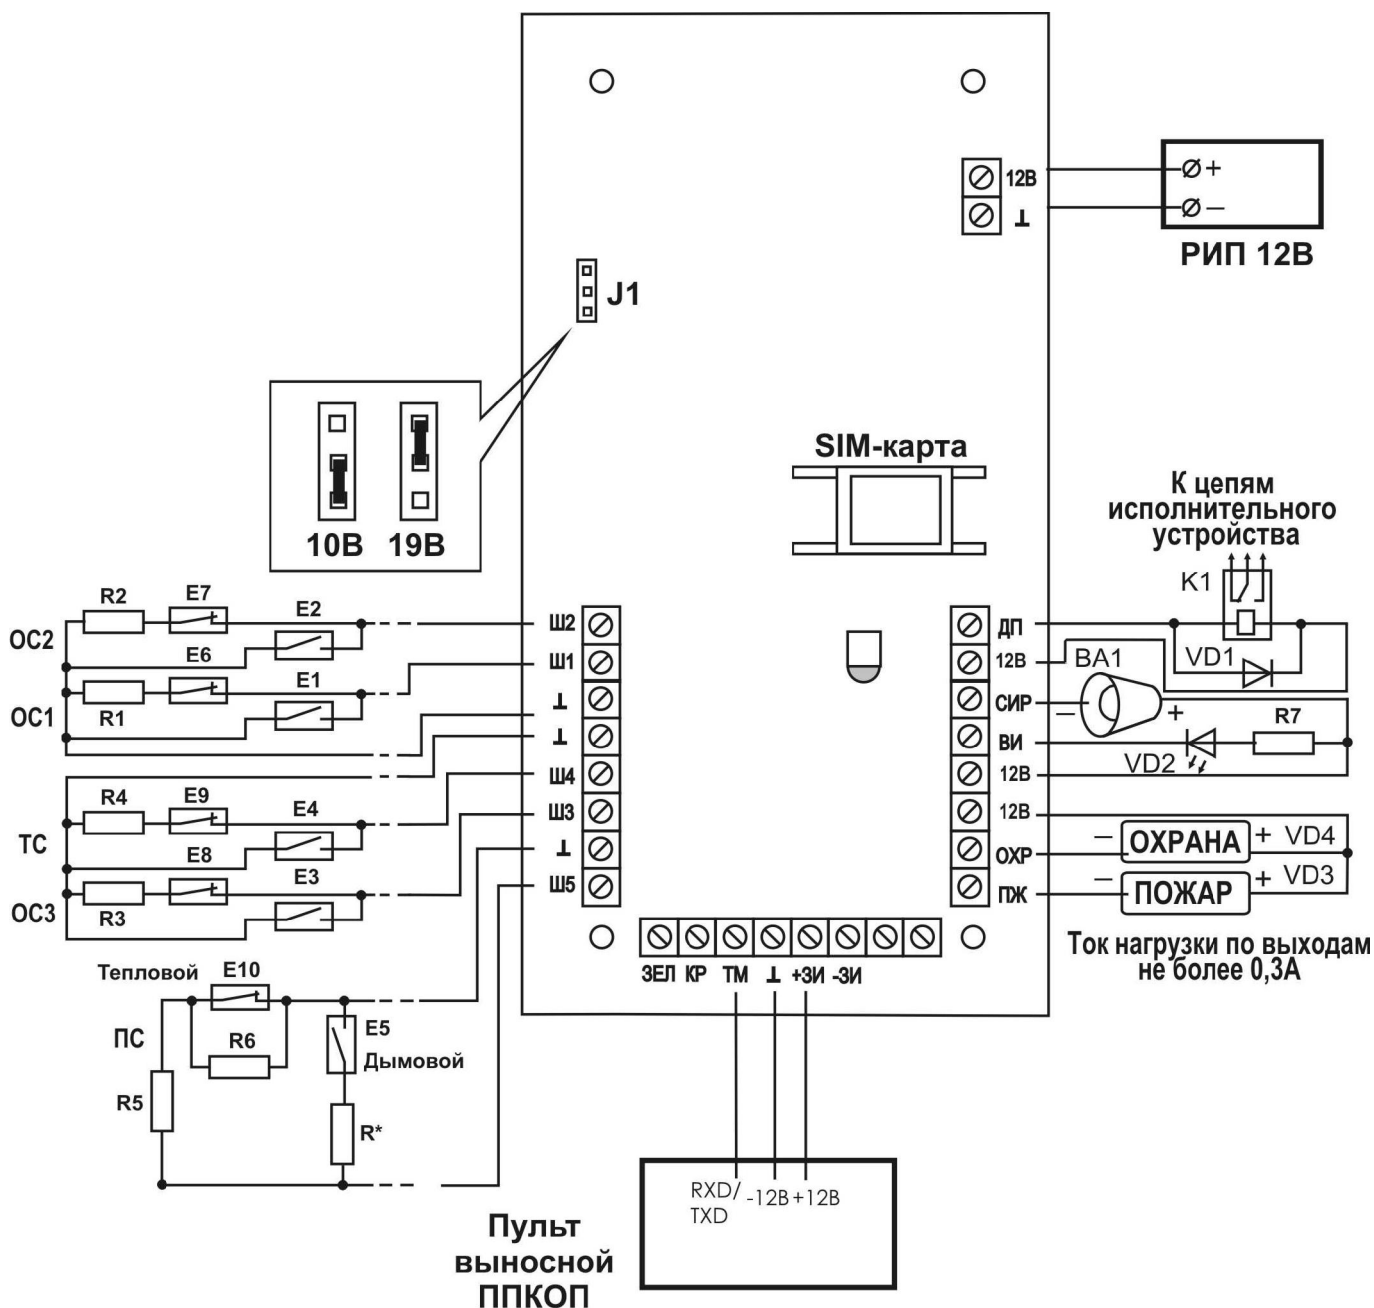 12В
⊥
+
–
РИП 12В
J1
10В 19В
SIM-карта
К цепям
исполнительного
устройства
K1
R2 E7 E2
ОС2
E6 E1
R1
ОС1
R4 E9 E4
ТС
E8 E3
R3
ОС3
Ш2
Ш1
⊥
⊥
Ш4
Ш3
⊥
Ш5
ДП
12В
СИР
ВИ
12В
12В
ОХР
ПЖ
BA1 VD1
– +
R7
VD2
– ОХРАНА + VD4
– ПОЖАР + VD3
Ток нагрузки по выходам
не более 0,3А
ЗЕЛ КР ТМ ⊥ +ЗИ -ЗИ
Тепловой E10
ПС
R6
E5
Дымовой
R5
R*
RXD/ -12В +12В
TXD
Пульт
выносной
ППКОП